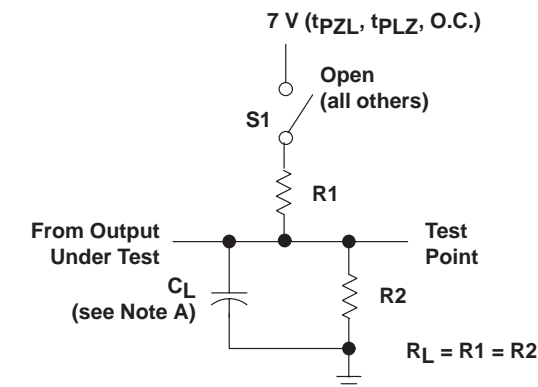 7 V (tPZL, tPLZ, O.C.)
Open
(all others)
S1
R1
From Output
Under Test
Test
Point
CL
(see Note A)
R2
RL = R1 = R2